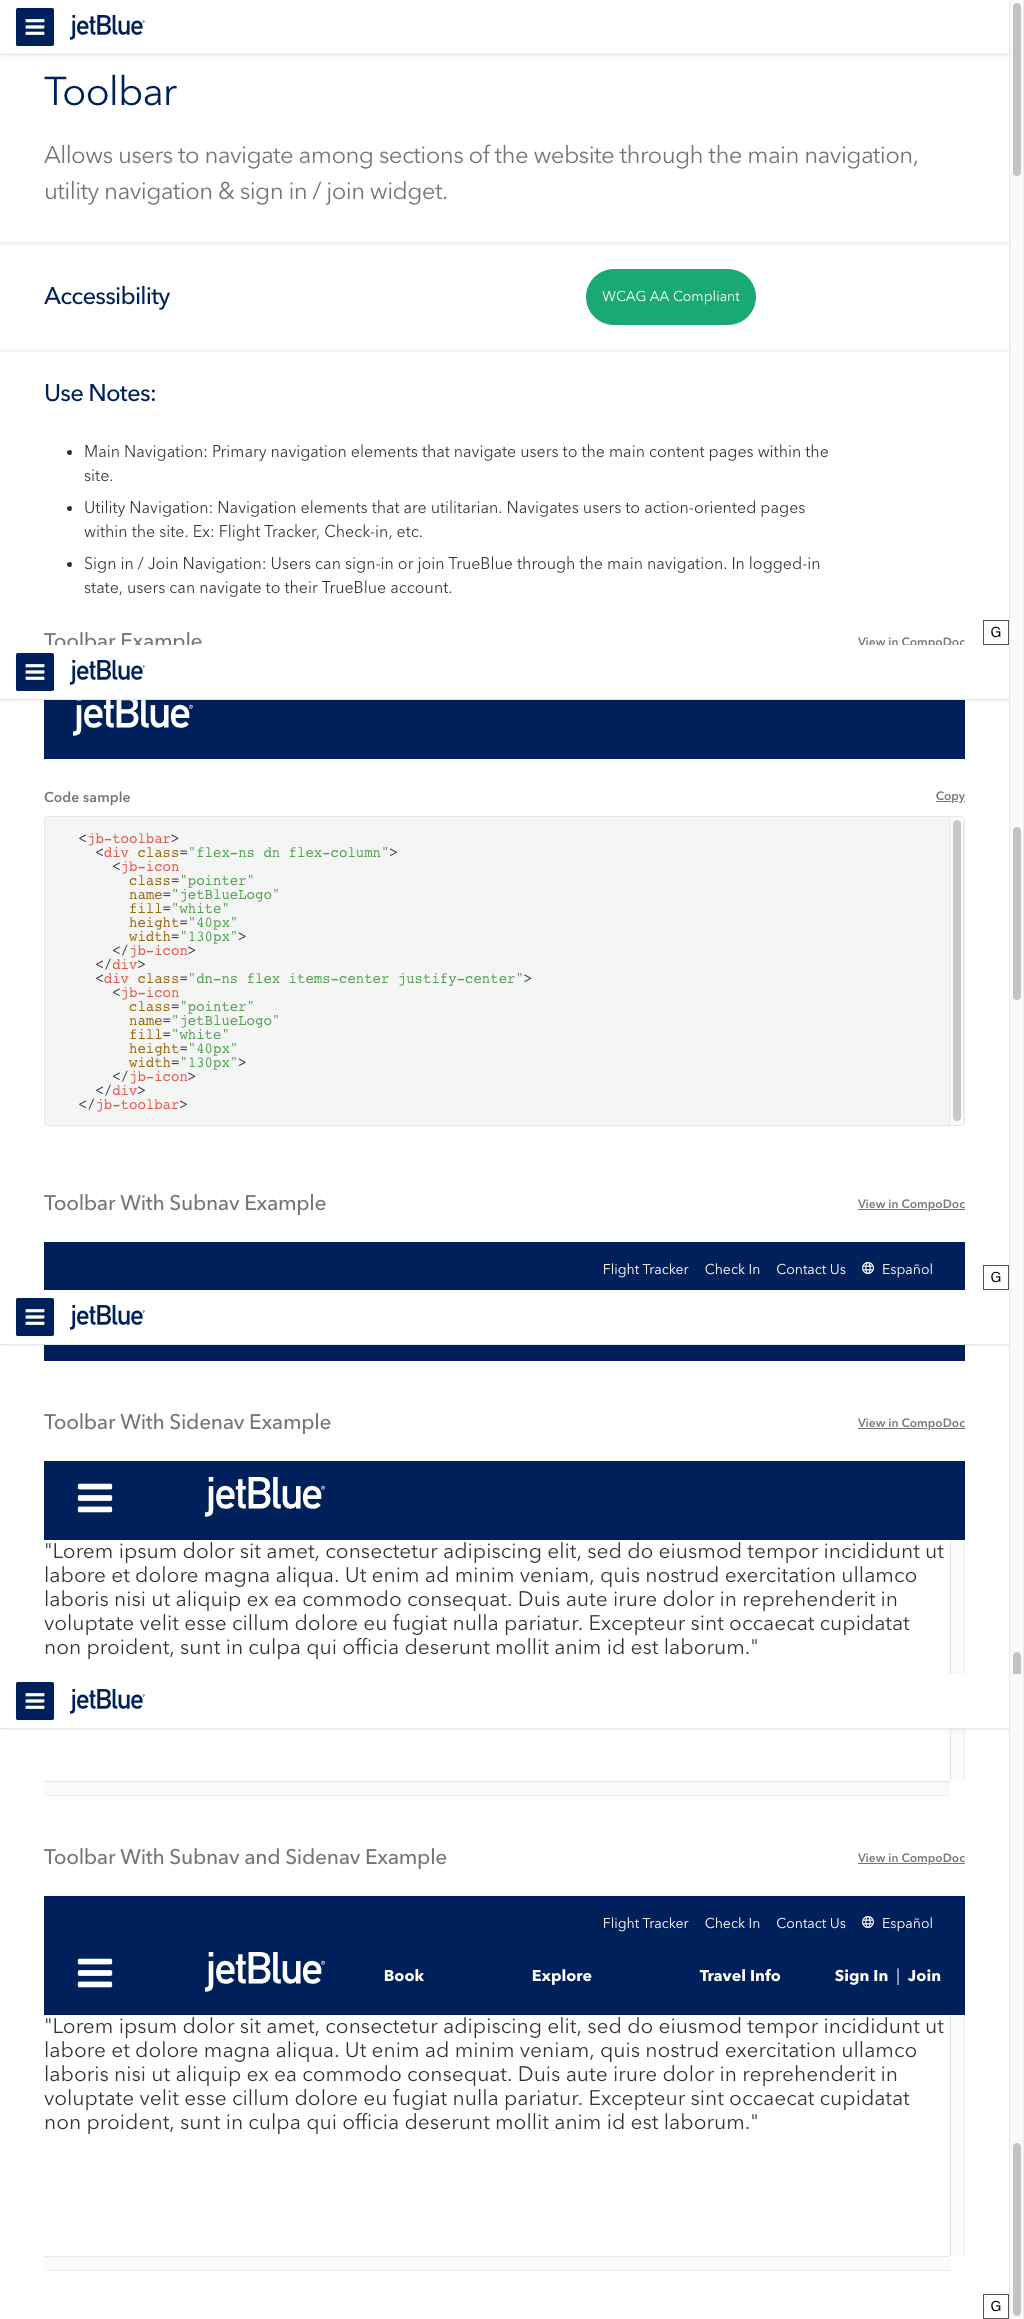 jetBlue
Toolbar
Allows users to navigate among sections of the website through the main navigation,
utility navigation & sign in / join widget.
Accessibility
WCAG AA Compliant
Use Notes:
Main Navigation: Primary navigation elements that navigate users to the main content pages within the
site.
Utility Navigation: Navigation elements that are utilitarian. Navigates users to action-oriented pages
within the site. Ex: Flight Tracker, Check-in, etc.
Sign in / Join Navigation: Users can sign-in or join TrueBlue through the main navigation. In logged-in
state, users can navigate to their TrueBlue account.
Toolbar Example
View in CompoDoc
G
jetBlue
jetBlue
Code sample
Copy
<jb-toolbar>
  <div class="flex-ns dn flex-column">
    <jb-icon
      class="pointer"
      name="jetBlueLogo"
      fill="white"
      height="40px"
      width="130px">
    </jb-icon>
  </div>
  <div class="dn-ns flex items-center justify-center">
    <jb-icon
      class="pointer"
      name="jetBlueLogo"
      fill="white"
      height="40px"
      width="130px">
    </jb-icon>
  </div>
</jb-toolbar>
Toolbar With Subnav Example
View in CompoDoc
Flight Tracker Check In Contact Us Español
G
jetBlue
Toolbar With Sidenav Example
View in CompoDoc
jetBlue
"Lorem ipsum dolor sit amet, consectetur adipiscing elit, sed do eiusmod tempor incididunt ut
labore et dolore magna aliqua. Ut enim ad minim veniam, quis nostrud exercitation ullamco
laboris nisi ut aliquip ex ea commodo consequat. Duis aute irure dolor in reprehenderit in
voluptate velit esse cillum dolore eu fugiat nulla pariatur. Excepteur sint occaecat cupidatat
non proident, sunt in culpa qui officia deserunt mollit anim id est laborum."
jetBlue
Toolbar With Subnav and Sidenav Example
View in CompoDoc
Flight Tracker Check In Contact Us Español
jetBlue Book Explore Travel Info Sign In | Join
"Lorem ipsum dolor sit amet, consectetur adipiscing elit, sed do eiusmod tempor incididunt ut
labore et dolore magna aliqua. Ut enim ad minim veniam, quis nostrud exercitation ullamco
laboris nisi ut aliquip ex ea commodo consequat. Duis aute irure dolor in reprehenderit in
voluptate velit esse cillum dolore eu fugiat nulla pariatur. Excepteur sint occaecat cupidatat
non proident, sunt in culpa qui officia deserunt mollit anim id est laborum."
G